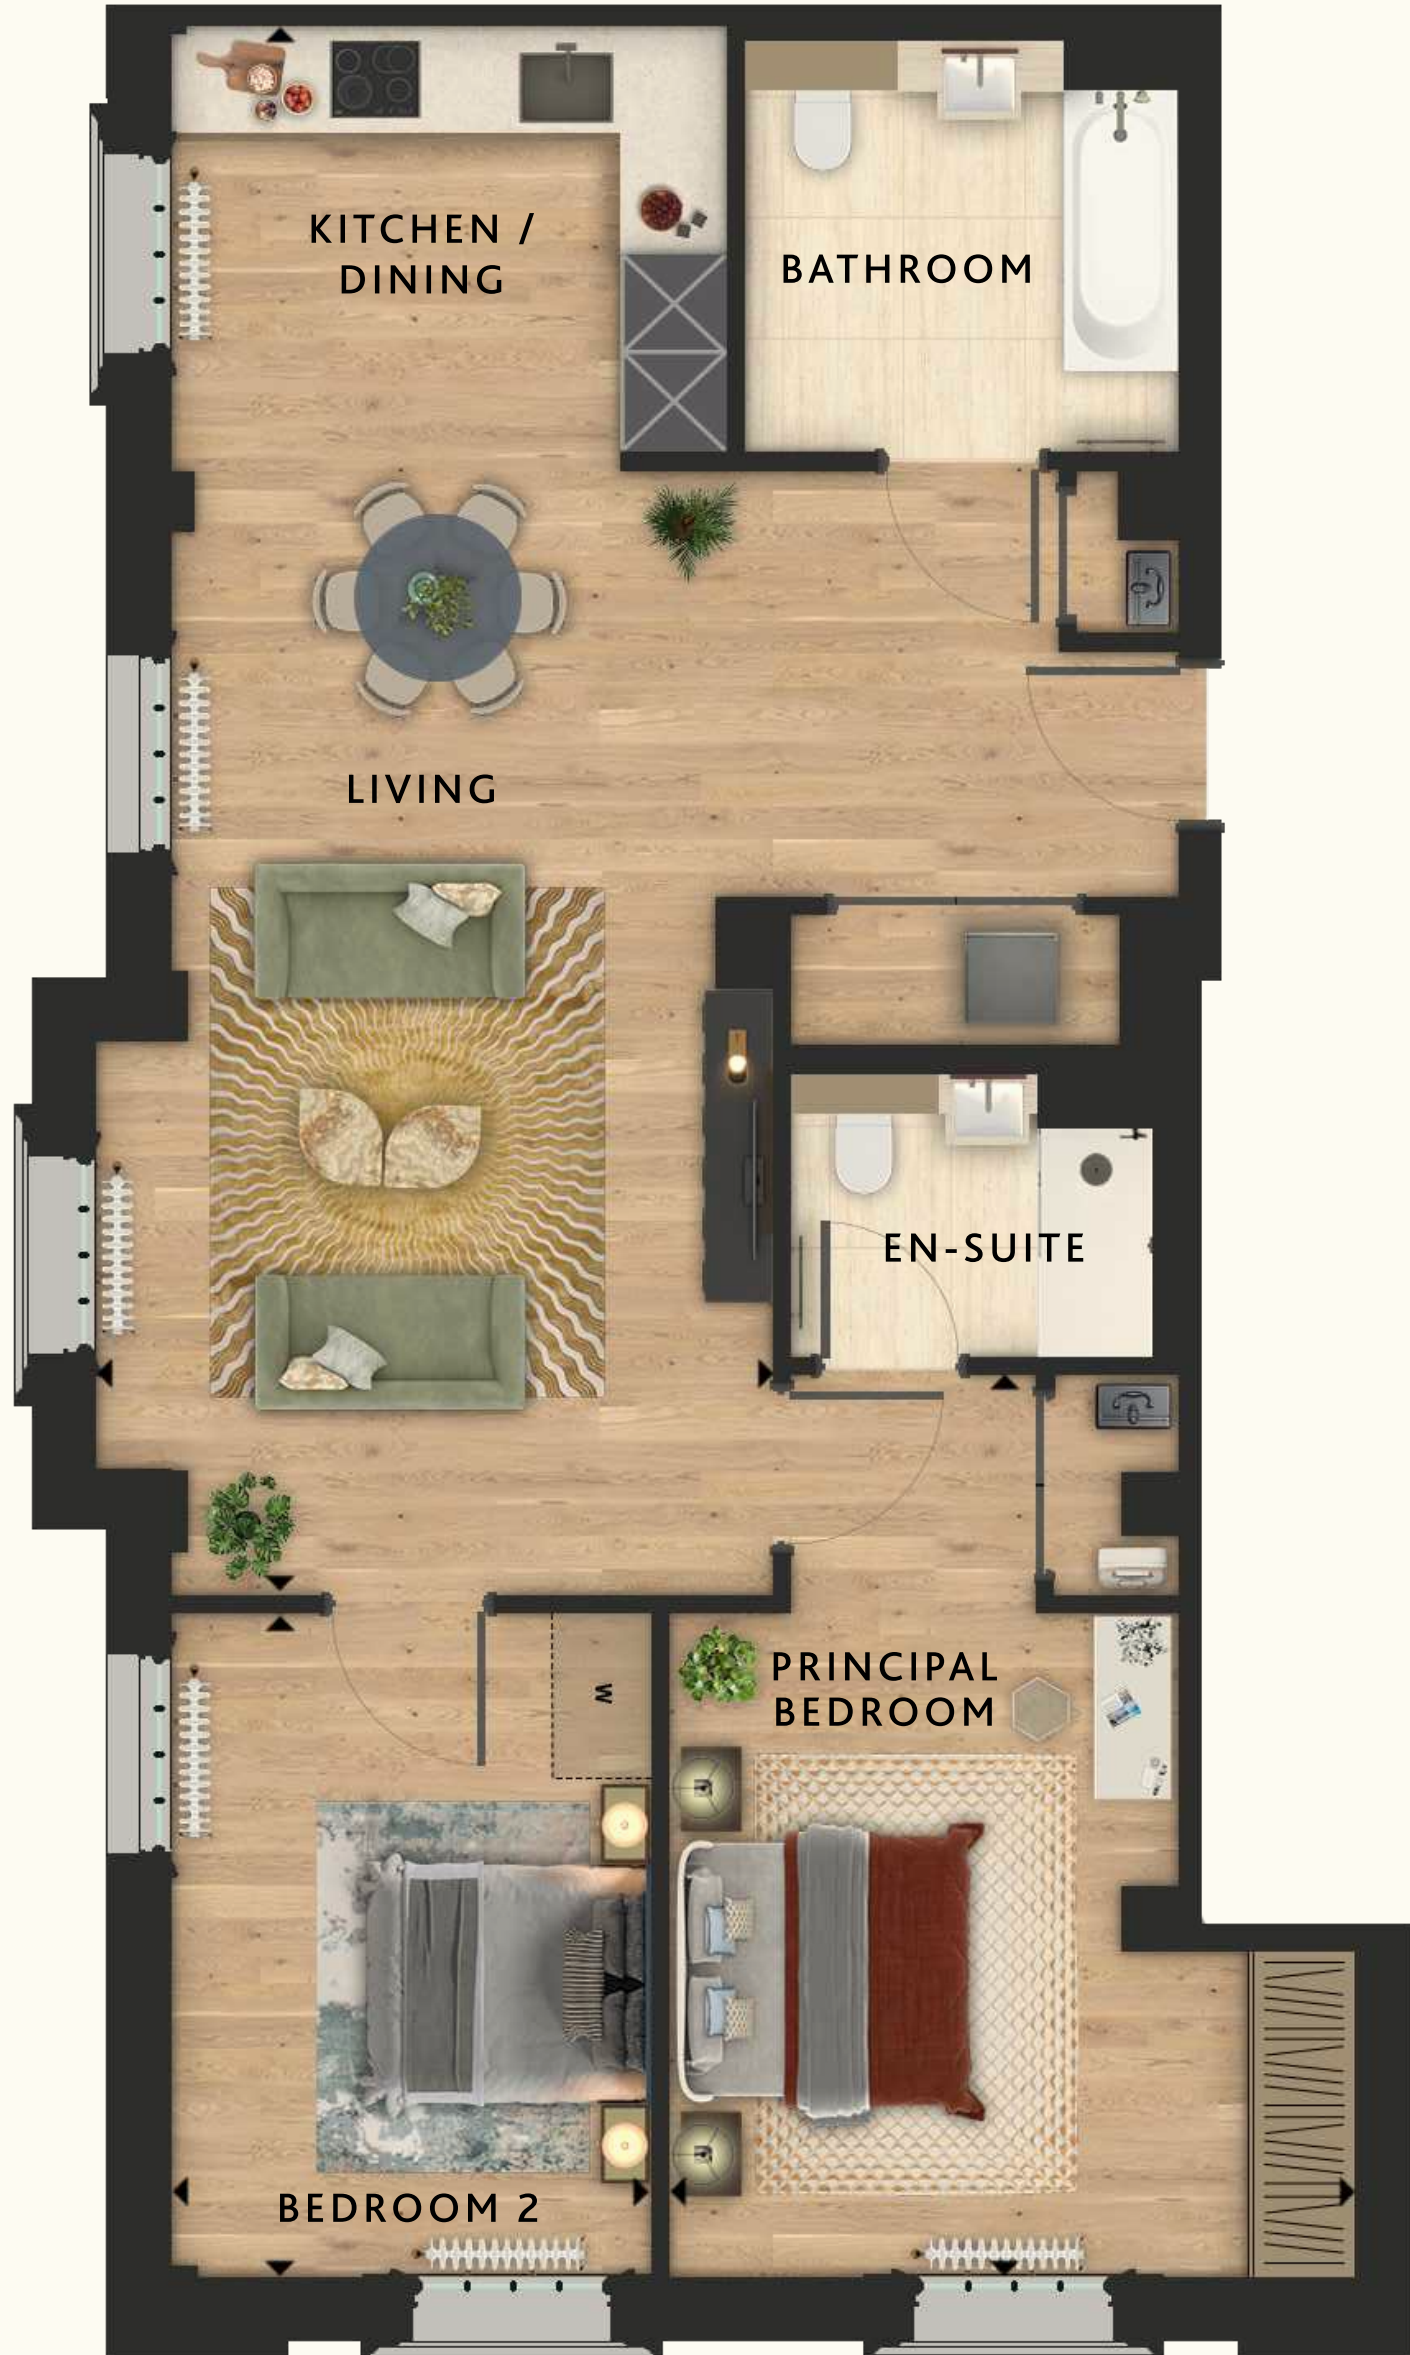 KITCHEN /
DINING
BATHROOM
LIVING
EN-SUITE
W
PRINCIPAL
BEDROOM
BEDROOM 2